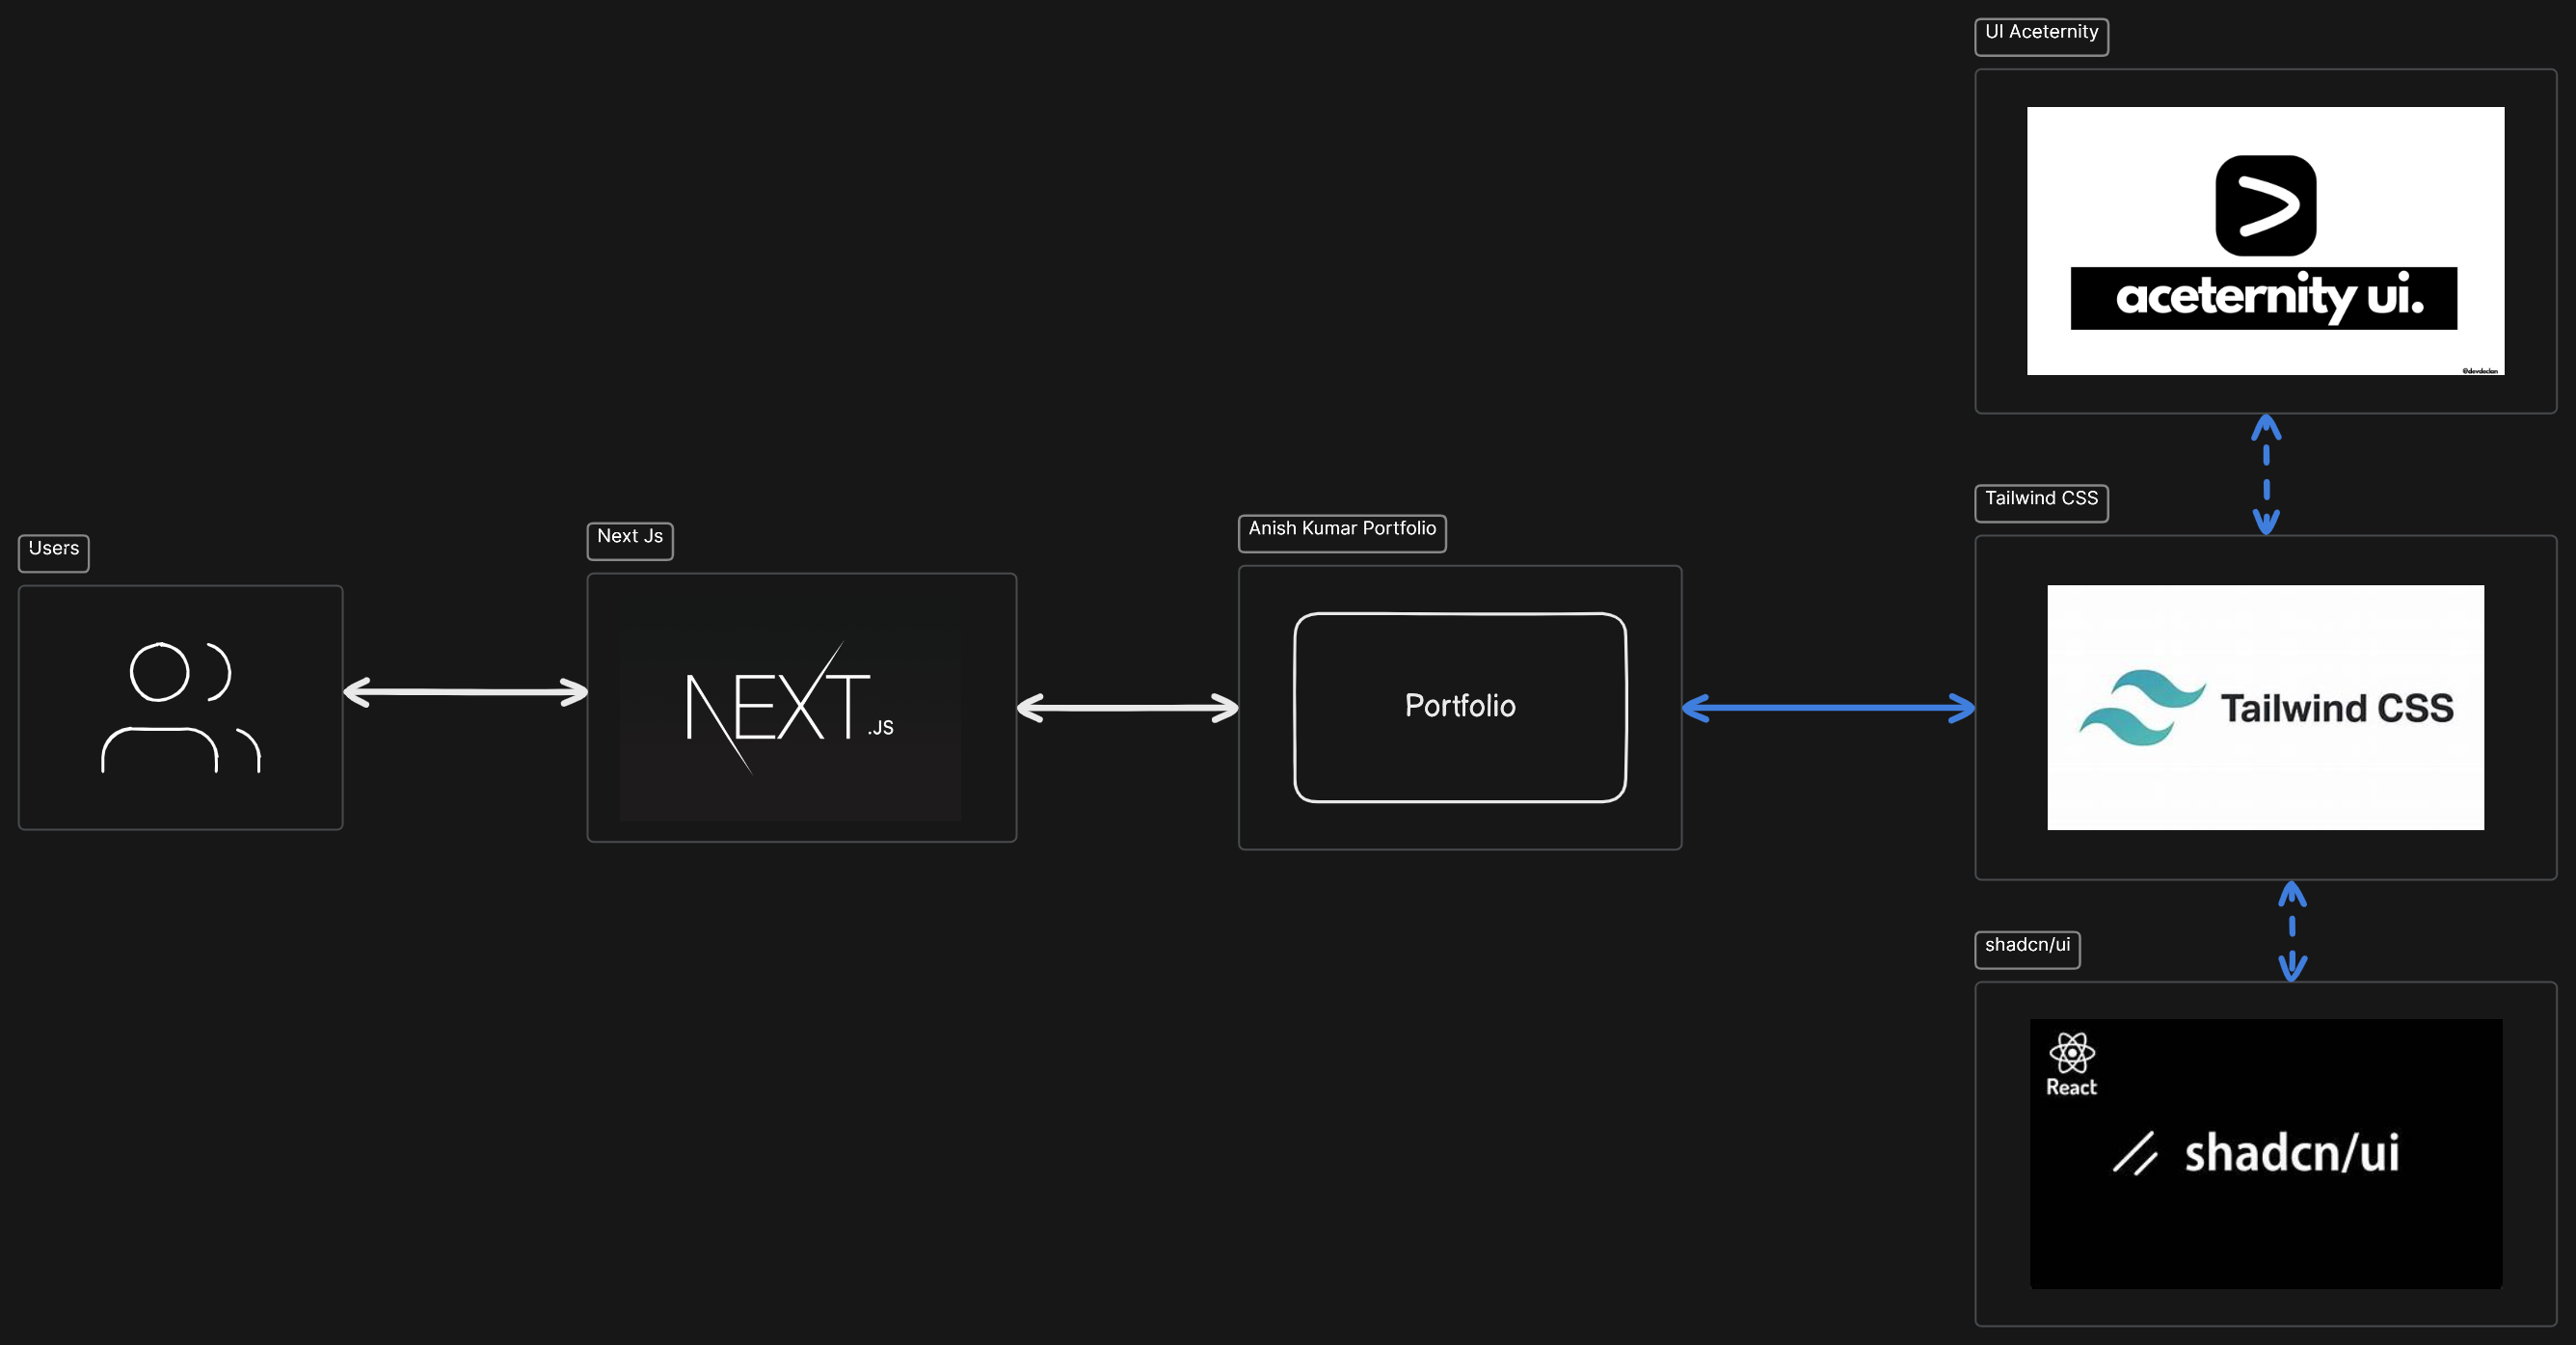 UI Aceternity
aceternity ui.
@devdecian
Users
Next Js
NEXT.JS
Anish Kumar Portfolio
Portfolio
Tailwind CSS
Tailwind CSS
shadcn/ui
React
shadcn/ui